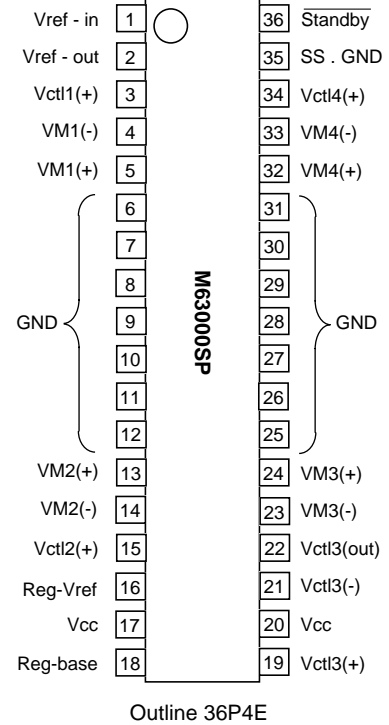 Vref - in 1 36 Standby
Vref - out 2 35 SS . GND
Vctl1(+) 3 34 Vctl4(+)
VM1(-) 4 33 VM4(-)
VM1(+) 5 32 VM4(+)
6 31
7 30
8 29
GND 9 28 GND
10 27
11 26
12 25
M63000SP
VM2(+) 13 24 VM3(+)
VM2(-) 14 23 VM3(-)
Vctl2(+) 15 22 Vctl3(out)
Reg-Vref 16 21 Vctl3(-)
Vcc 17 20 Vcc
Reg-base 18 19 Vctl3(+)
Outline 36P4E